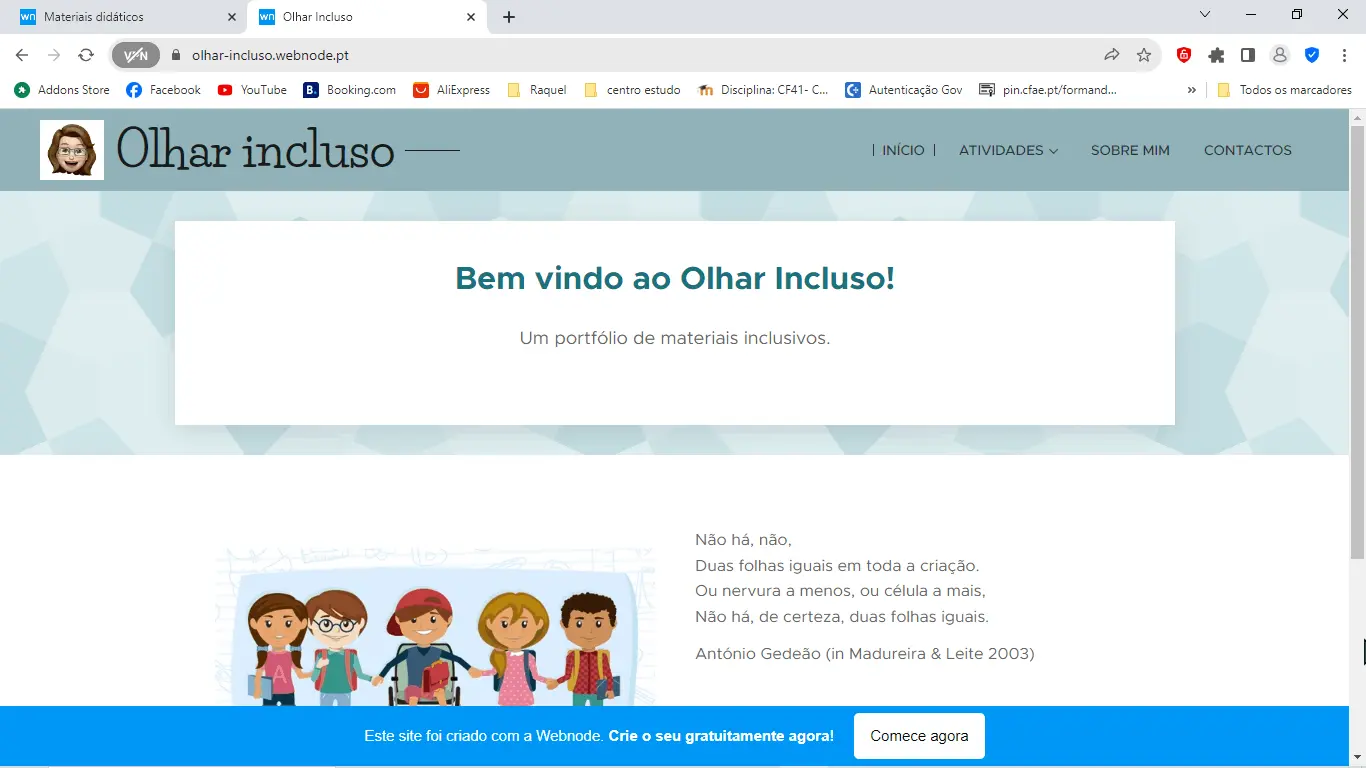 Materiais didáticos
Olhar Incluso
VPN
olhar-incluso.webnode.pt
Addons Store
Facebook
YouTube
B. Booking.com
AliExpress
Raquel
centro estudo
Disciplina: CF41- C...
Autenticação Gov
pin.cfae.pt/formand...
»
Todos os marcadores
Olhar incluso
INÍCIO
ATIVIDADES
SOBRE MIM
CONTACTOS
Bem vindo ao Olhar Incluso!
Um portfólio de materiais inclusivos.
Não há, não,
Duas folhas iguais em toda a criação.
Ou nervura a menos, ou célula a mais,
Não há, de certeza, duas folhas iguais.
António Gedeão (in Madureira & Leite 2003)
A
Este site foi criado com a Webnode. Crie o seu gratuitamente agora!
Comece agora